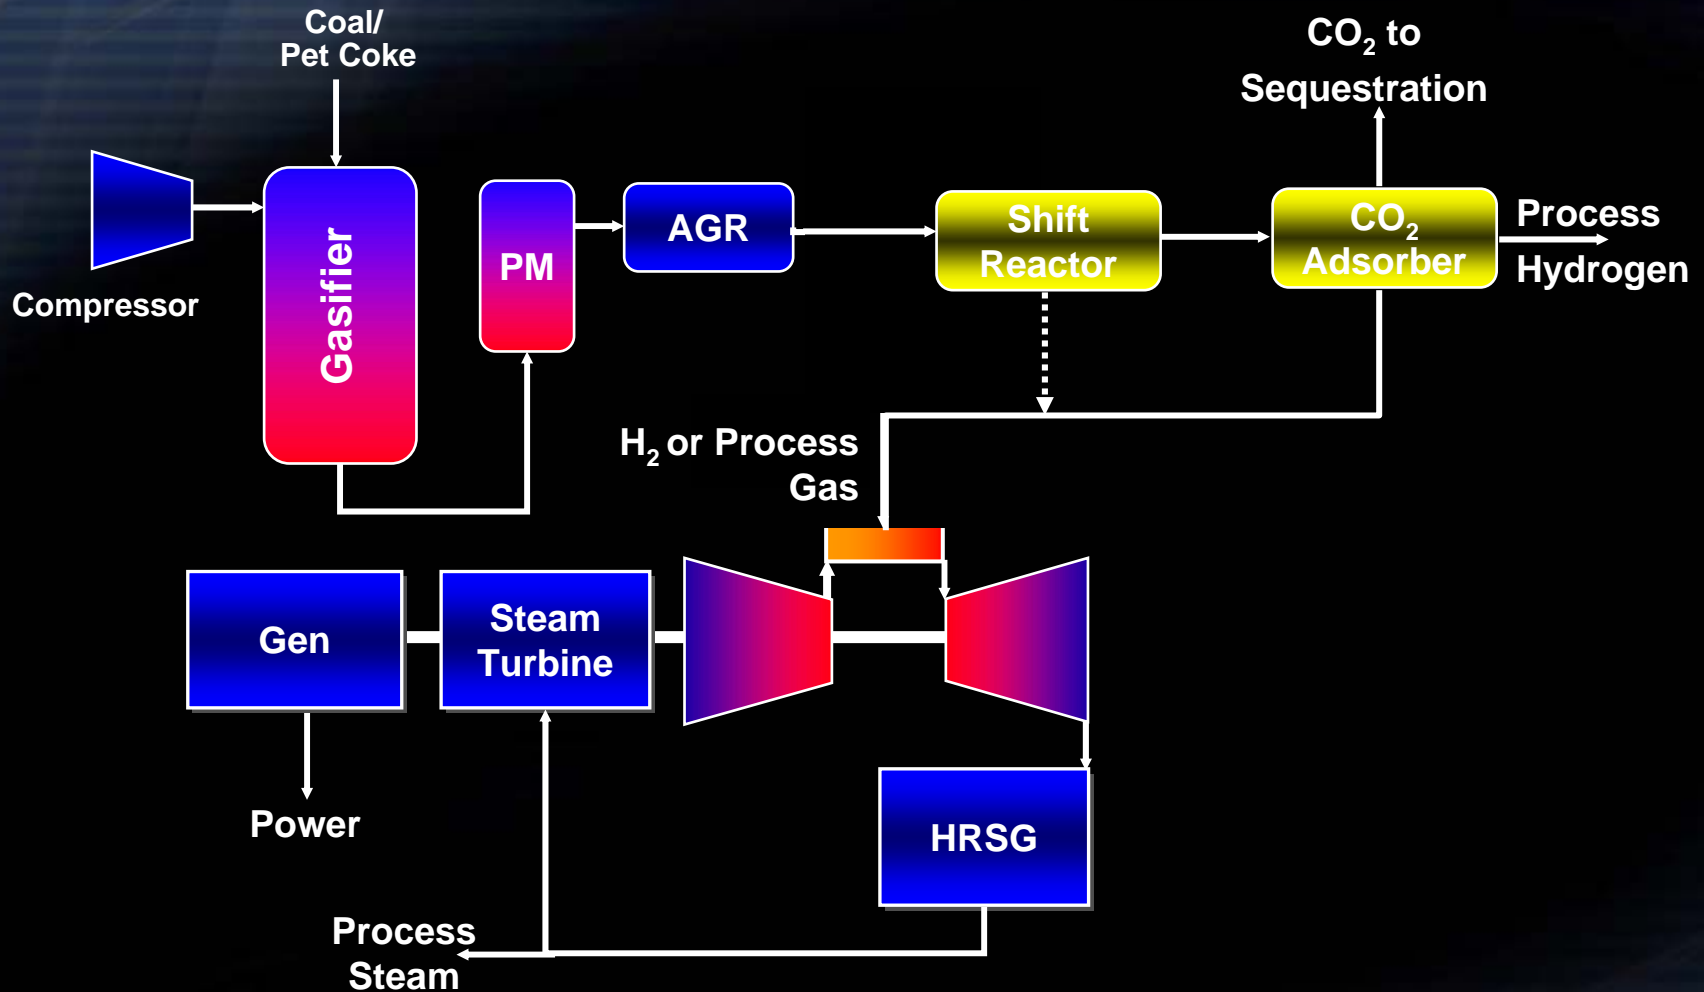 Coal/
Pet Coke
CO₂ to
Sequestration
Compressor
Gasifier
PM
AGR
Shift
Reactor
CO₂
Adsorber
Process
Hydrogen
H₂ or Process
Gas
Gen
Steam
Turbine
Power
HRSG
Process
Steam